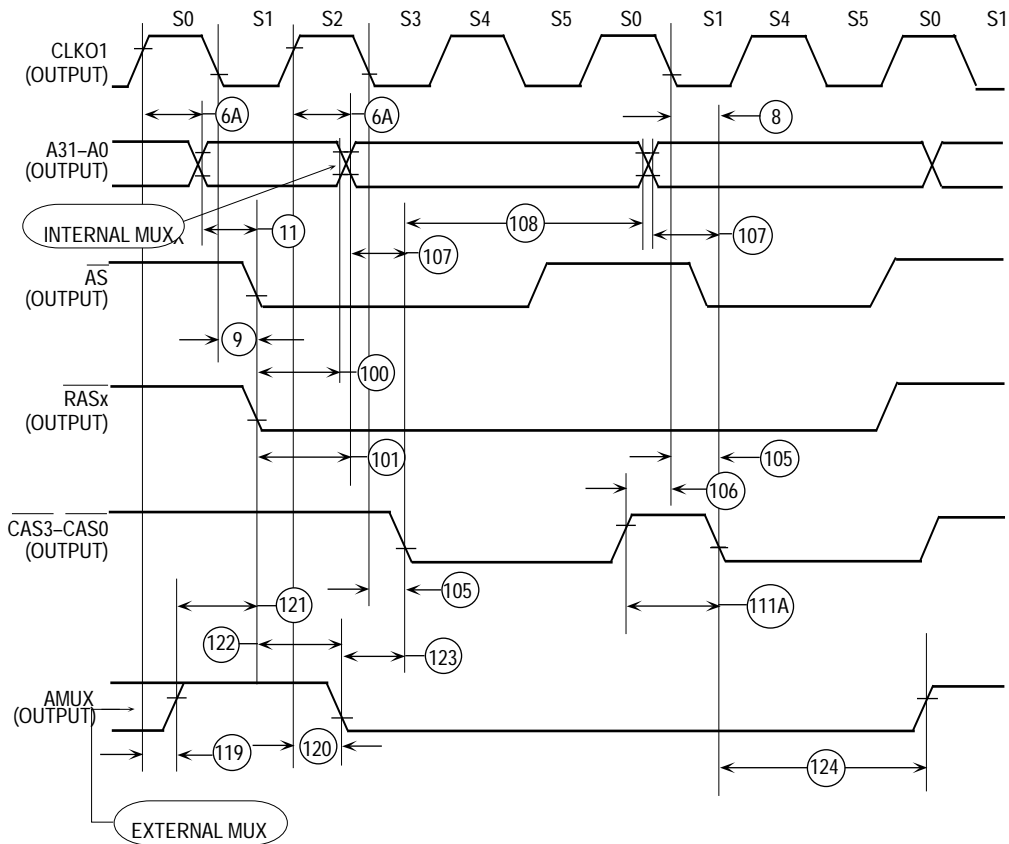 S0 S1 S2 S3 S4 S5 S0 S1 S4 S5 S0 S1
CLKO1
(OUTPUT)
6A 6A 8
A31–A0
(OUTPUT)
INTERNAL MUX
11 108 107
107
AS
(OUTPUT)
9
100
RASx
(OUTPUT)
101 105
106
CAS3–CAS0
(OUTPUT)
105
121 111A
122 123
AMUX
(OUTPUT)
119 120 124
EXTERNAL MUX